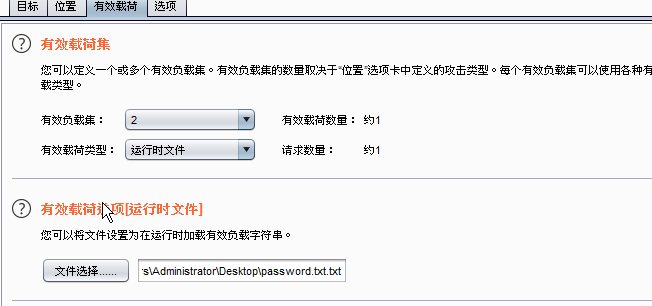 目标 位置 有效载荷 选项
? 有效载荷集
您可以定义一个或多个有效负载集。有效负载集的数量取决于“位置”选项卡中定义的攻击类型。每个有效负载集可以使用各种有
载类型。
有效负载集： 2 有效载荷数量： 约1
有效载荷类型： 运行时文件 请求数量： 约1
? 有效载荷选项[运行时文件]
您可以将文件设置为在运行时加载有效负载字符串。
文件选择...... rs\Administrator\Desktop\password.txt.txt